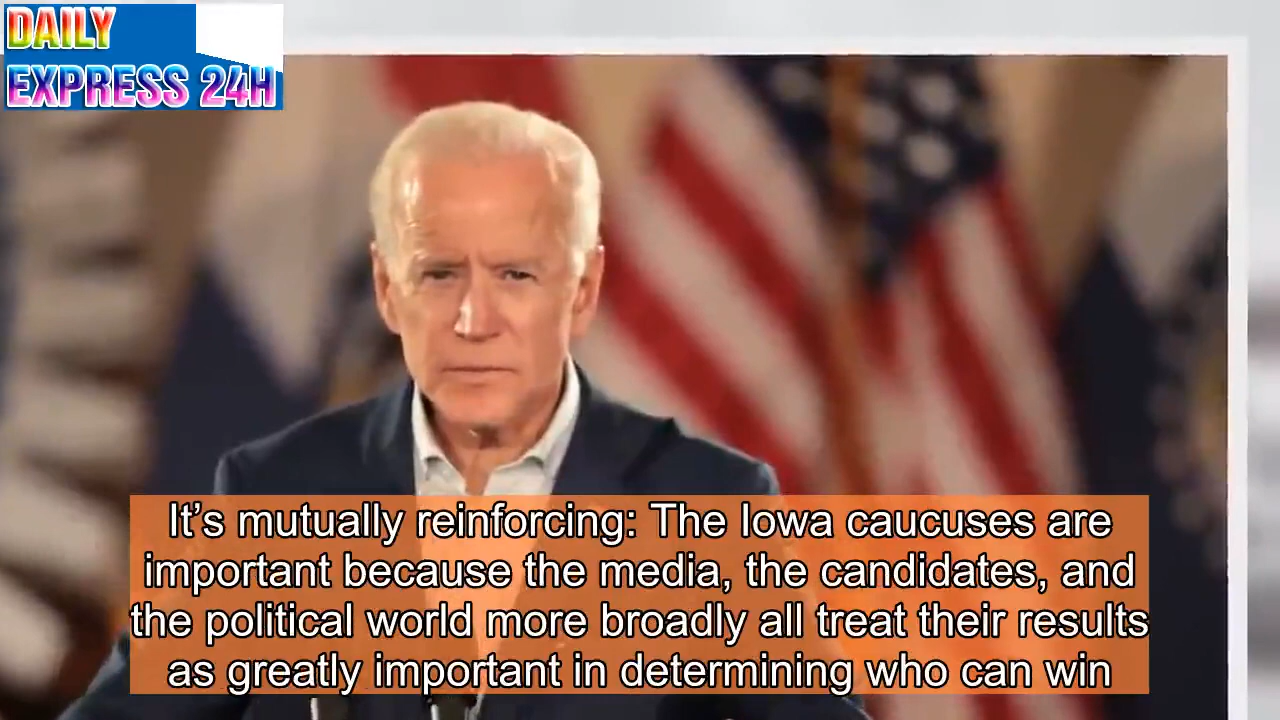 DAILY
EXPRESS 24H
It’s mutually reinforcing: The Iowa caucuses are
important because the media, the candidates, and
the political world more broadly all treat their results
as greatly important in determining who can win